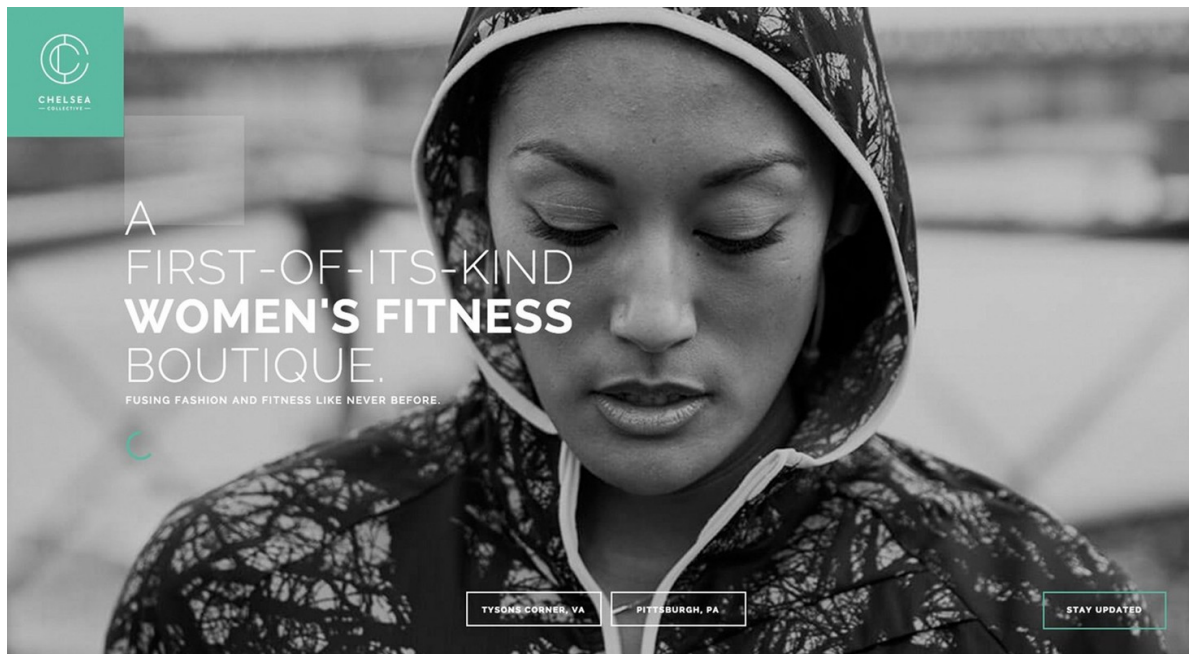 CHELSEA
COLLECTIVE
A
FIRST-OF-ITS-KIND
WOMEN'S FITNESS
BOUTIQUE.
FUSING FASHION AND FITNESS LIKE NEVER BEFORE.
TYSONS CORNER, VA
PITTSBURGH, PA
STAY UPDATED